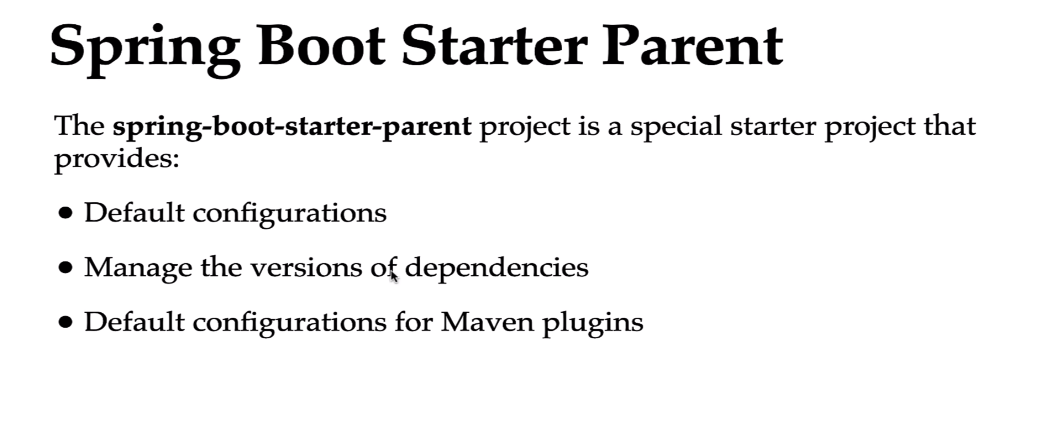 Spring Boot Starter Parent
The spring-boot-starter-parent project is a special starter project that
provides:
● Default configurations
● Manage the versions of dependencies
● Default configurations for Maven plugins